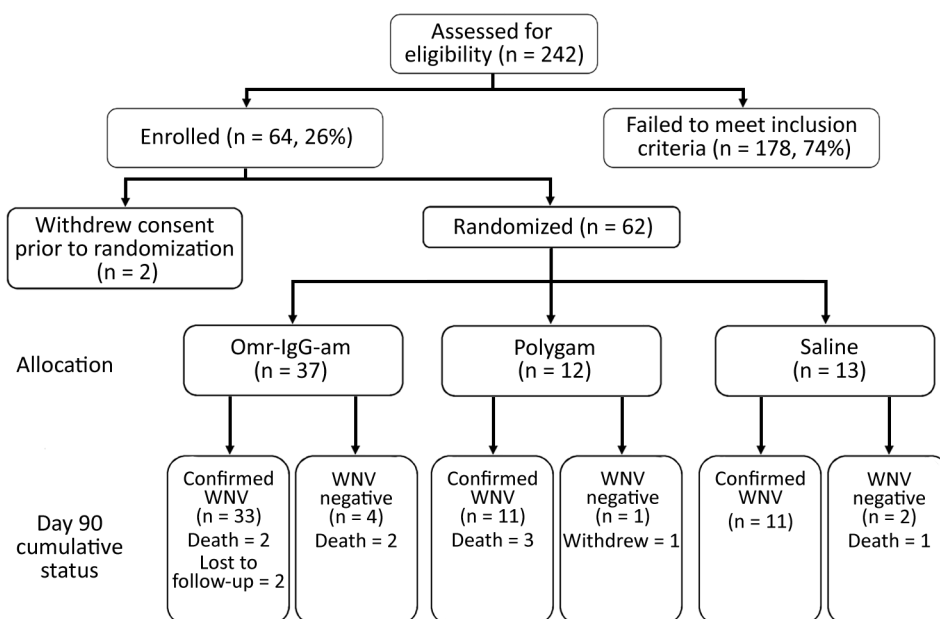 Assessed for
eligibility (n = 242)
Enrolled (n = 64, 26%)
Failed to meet inclusion
criteria (n = 178, 74%)
Withdrew consent
prior to randomization
(n = 2)
Randomized (n = 62)
Allocation
Omr-IgG-am
(n = 37)
Polygam
(n = 12)
Saline
(n = 13)
Day 90
cumulative
status
Confirmed
WNV
(n = 33)
Death = 2
Lost to
follow-up = 2
WNV
negative
(n = 4)
Death = 2
Confirmed
WNV
(n = 11)
Death = 3
WNV
negative
(n = 1)
Withdrew = 1
Confirmed
WNV
(n = 11)
WNV
negative
(n = 2)
Death = 1